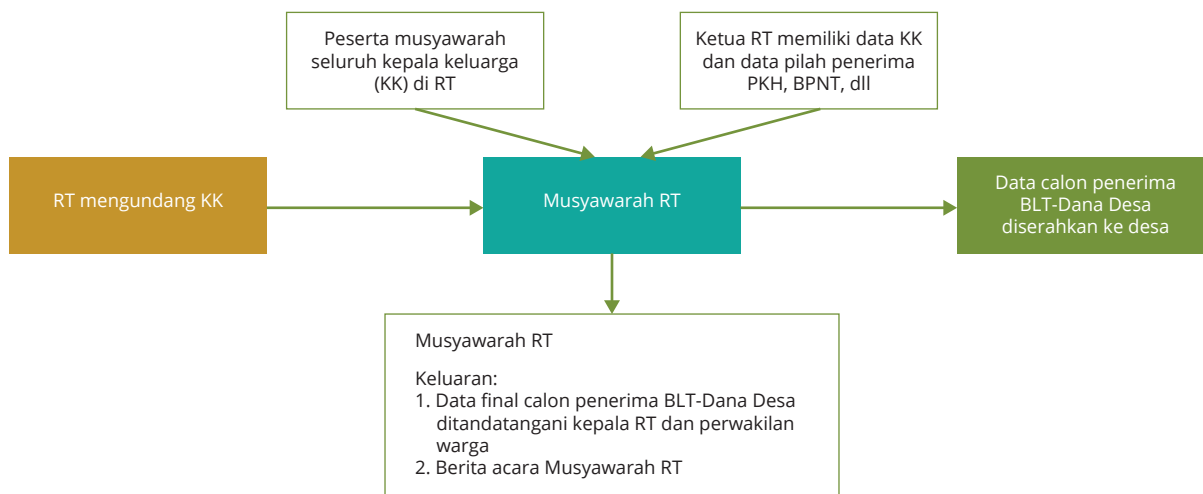 Peserta musyawarah
seluruh kepala keluarga
(KK) di RT
Ketua RT memiliki data KK
dan data pilah penerima
PKH, BPNT, dll
RT mengundang KK
Musyawarah RT
Data calon penerima
BLT-Dana Desa
diserahkan ke desa
Musyawarah RT
Keluaran:
1. Data final calon penerima BLT-Dana Desa
ditandatangani kepala RT dan perwakilan
warga
2. Berita acara Musyawarah RT